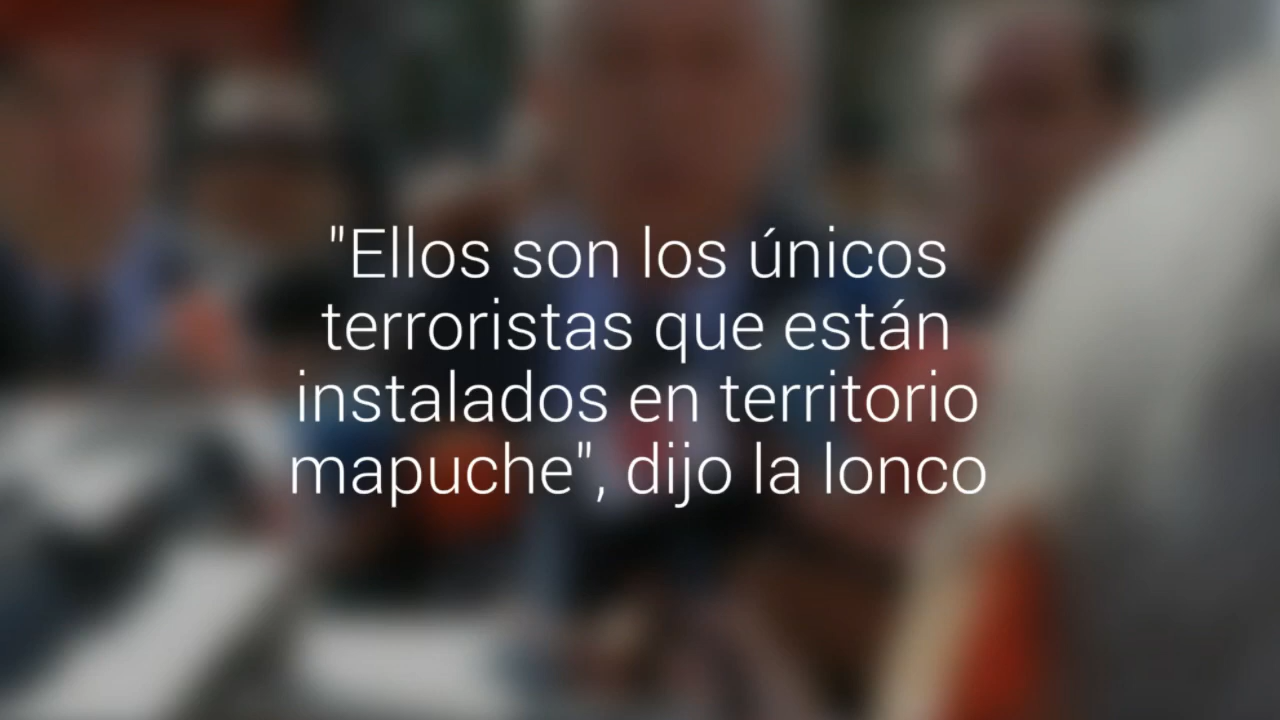 "Ellos son los únicos
terroristas que están
instalados en territorio
mapuche", dijo la lonco